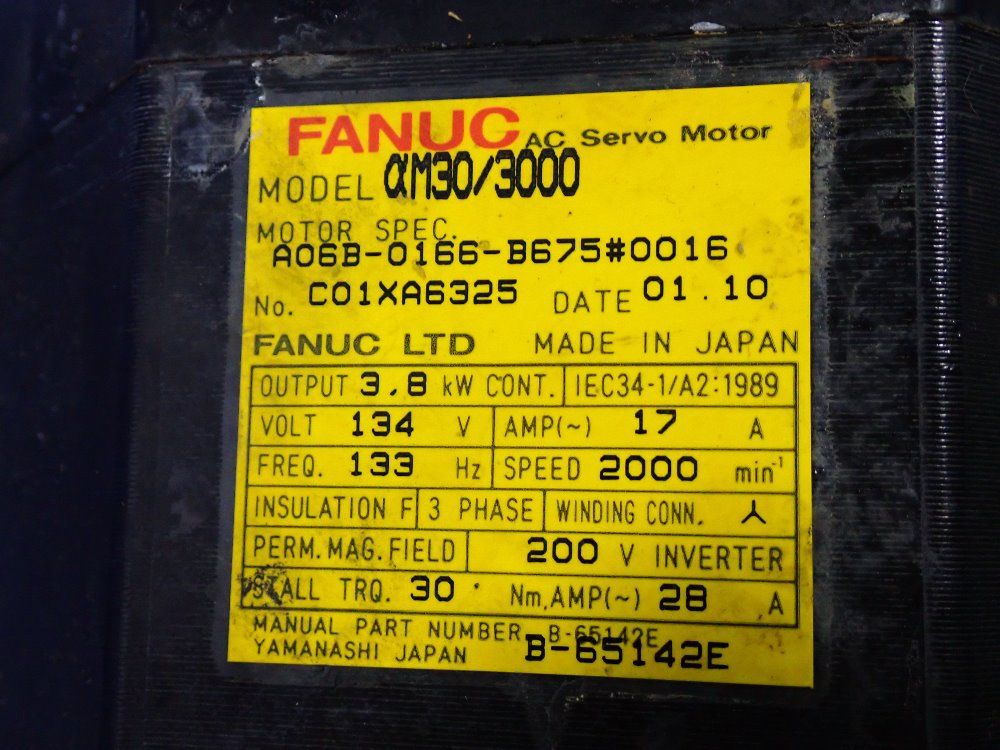 FANUC AC Servo Motor
MODEL αM30/3000
MOTOR SPEC.
A06B-0166-B675#0016
No. C01XA6325 DATE 01.10
FANUC LTD MADE IN JAPAN
OUTPUT 3.8 kW CONT. IEC34-1/A2:1989
VOLT 134 V AMP(~) 17 A
FREQ. 133 Hz SPEED 2000 min⁻¹
INSULATION F 3 PHASE WINDING CONN.
PERM.MAG.FIELD 200 V INVERTER
STALL TRQ. 30 Nm,AMP(~) 28 A
MANUAL PART NUMBER B-65142E
YAMANASHI JAPAN B-65142E